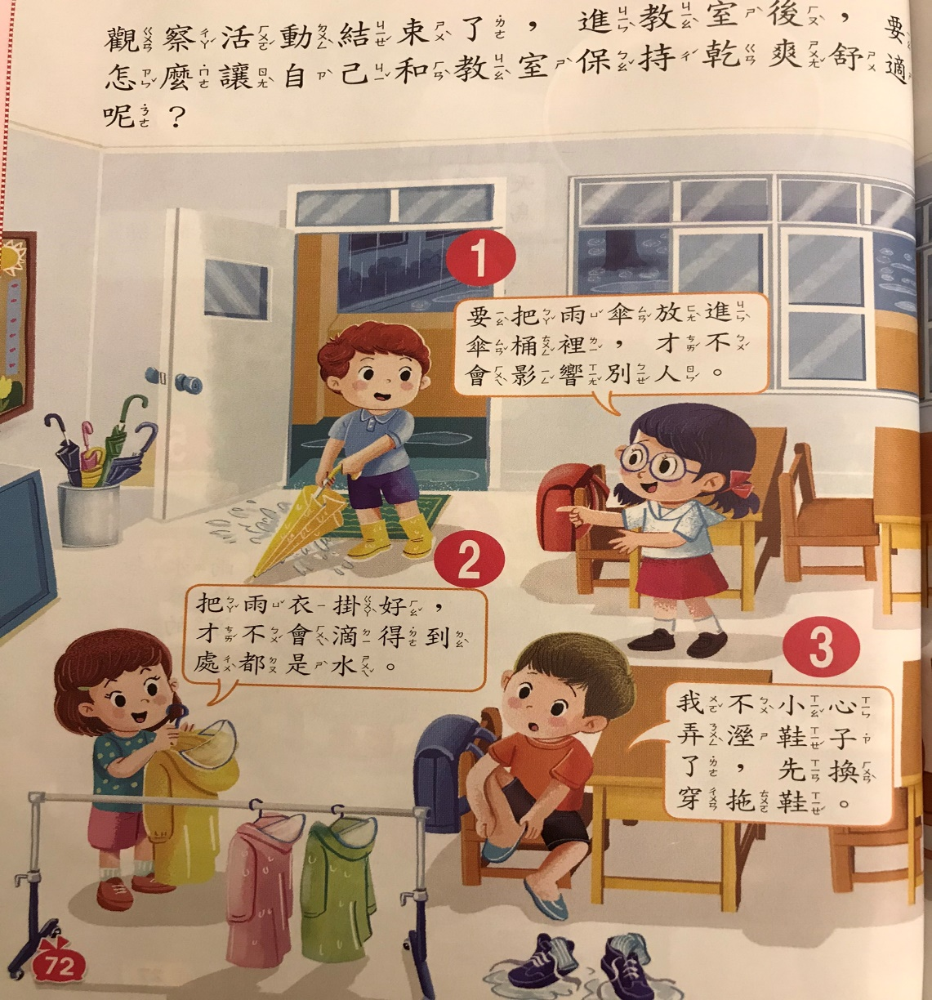 觀察活動結束了，進教室後，要
怎麼讓自己和教室保持乾爽舒適
呢？
1
要把雨傘放進
傘桶裡，才不
會影響別人。
2
把雨衣掛好，
才不會滴得到
處都是水。
3
我不小心
弄溼鞋子
了，先換
穿拖鞋。
72